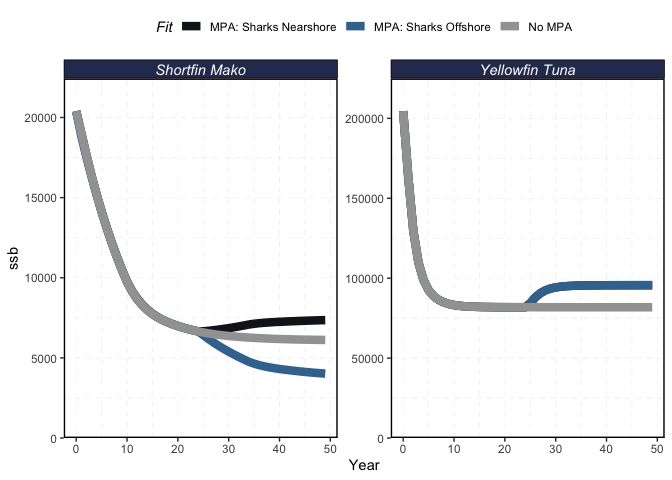 Fit MPA: Sharks Nearshore MPA: Sharks Offshore No MPA
Shortfin Mako Yellowfin Tuna
20000 200000
15000 150000
10000 100000
5000 50000
0 0
ssb
0 10 20 30 40 50 0 10 20 30 40 50
Year